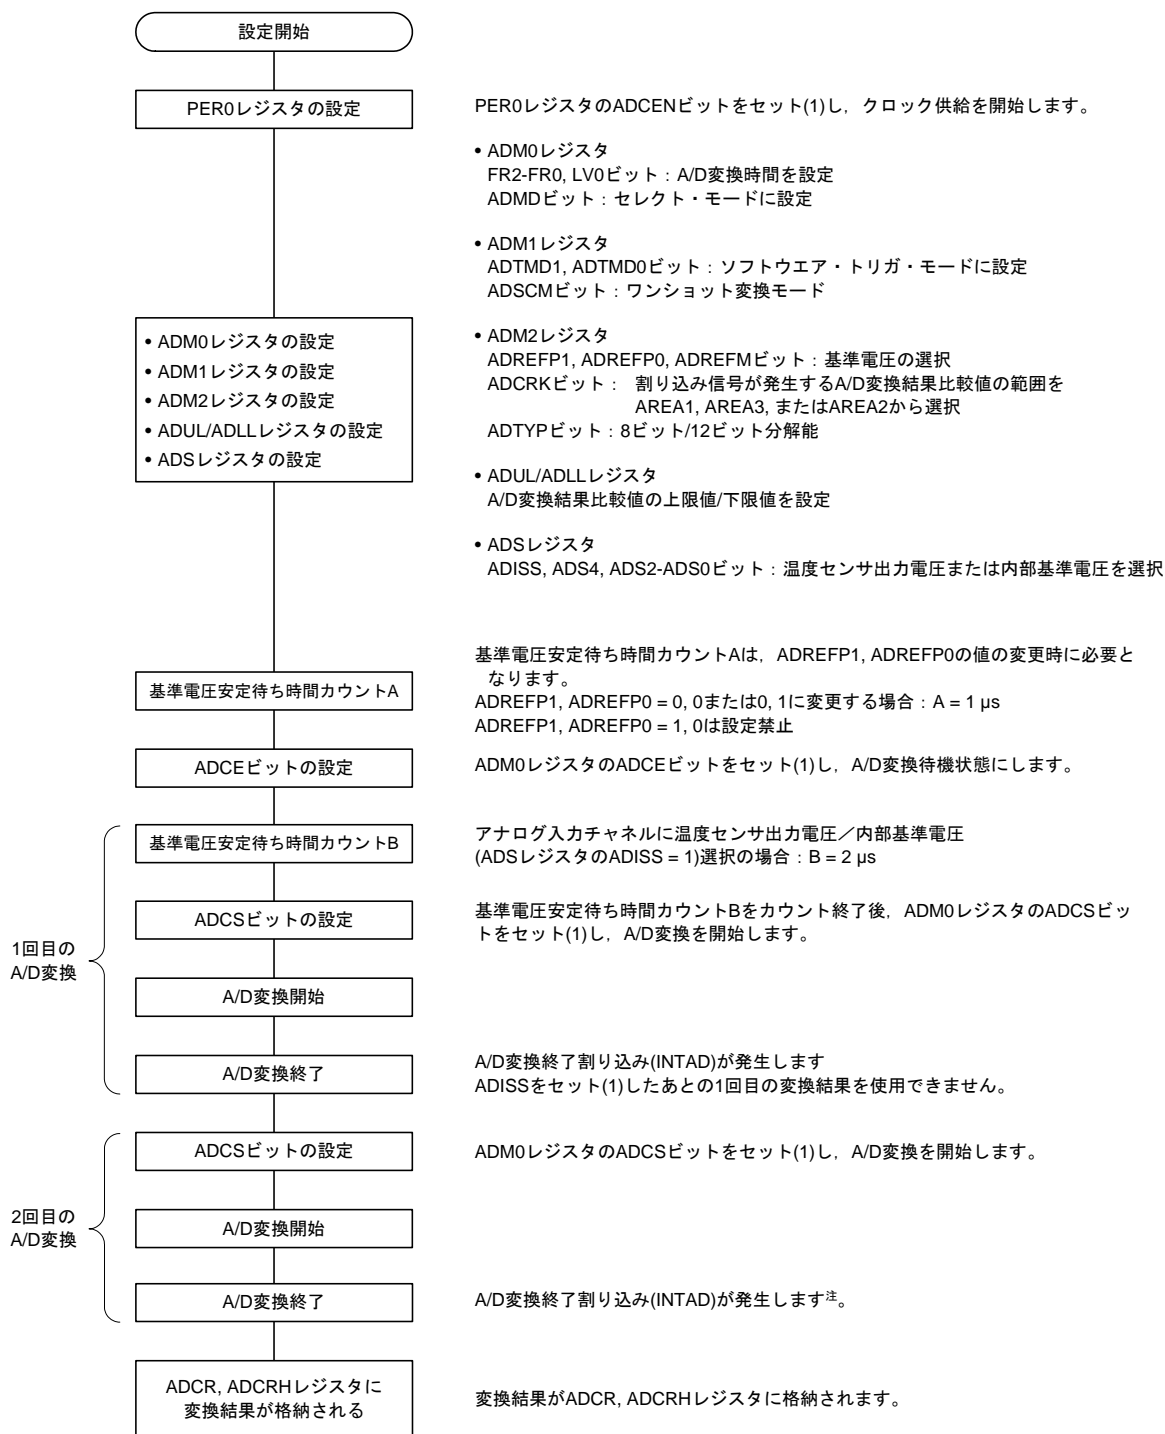 設定開始
PER0レジスタの設定
PER0レジスタのADCENビットをセット(1)し，クロック供給を開始します。
• ADM0レジスタ
FR2-FR0, LV0ビット：A/D変換時間を設定
ADMDビット：セレクト・モードに設定
• ADM1レジスタ
ADTMD1, ADTMD0ビット：ソフトウエア・トリガ・モードに設定
ADSCMビット：ワンショット変換モード
• ADM0レジスタの設定
• ADM1レジスタの設定
• ADM2レジスタの設定
• ADUL/ADLLレジスタの設定
• ADSレジスタの設定
• ADM2レジスタ
ADREFP1, ADREFP0, ADREFMビット：基準電圧の選択
ADCRKビット： 割り込み信号が発生するA/D変換結果比較値の範囲を
AREA1, AREA3, またはAREA2から選択
ADTYPビット：8ビット/12ビット分解能
• ADUL/ADLLレジスタ
A/D変換結果比較値の上限値/下限値を設定
• ADSレジスタ
ADISS, ADS4, ADS2-ADS0ビット：温度センサ出力電圧または内部基準電圧を選択
基準電圧安定待ち時間カウントA
基準電圧安定待ち時間カウントAは，ADREFP1, ADREFP0の値の変更時に必要と
なります。
ADREFP1, ADREFP0 = 0, 0または0, 1に変更する場合：A = 1 μs
ADREFP1, ADREFP0 = 1, 0は設定禁止
ADCEビットの設定
ADM0レジスタのADCEビットをセット(1)し，A/D変換待機状態にします。
1回目の
A/D変換
基準電圧安定待ち時間カウントB
アナログ入力チャネルに温度センサ出力電圧／内部基準電圧
(ADSレジスタのADISS = 1)選択の場合：B = 2 μs
ADCSビットの設定
基準電圧安定待ち時間カウントBをカウント終了後，ADM0レジスタのADCSビッ
トをセット(1)し，A/D変換を開始します。
A/D変換開始
A/D変換終了
A/D変換終了割り込み(INTAD)が発生します
ADISSをセット(1)したあとの1回目の変換結果を使用できません。
2回目の
A/D変換
ADCSビットの設定
ADM0レジスタのADCSビットをセット(1)し，A/D変換を開始します。
A/D変換開始
A/D変換終了
A/D変換終了割り込み(INTAD)が発生します注。
ADCR, ADCRHレジスタに
変換結果が格納される
変換結果がADCR, ADCRHレジスタに格納されます。